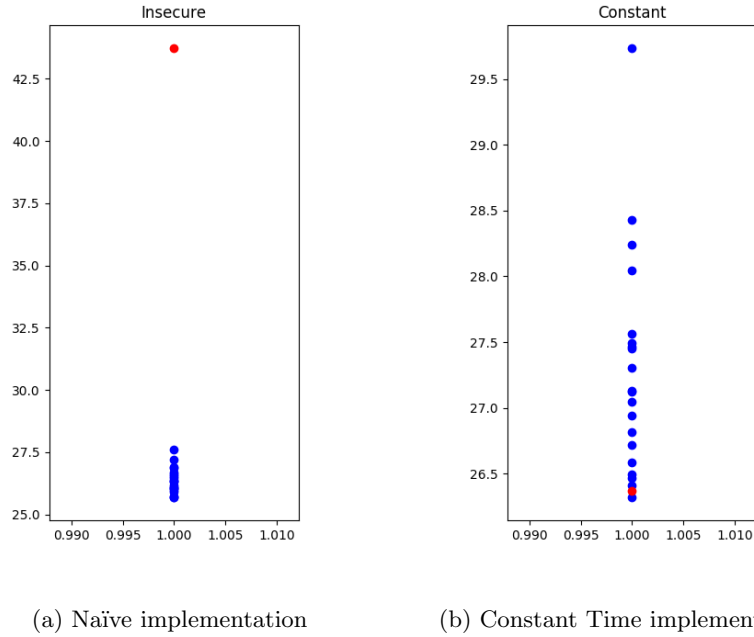 Insecure
42.5
40.0
37.5
35.0
32.5
30.0
27.5
25.0
0.990 0.995 1.000 1.005 1.010
(a) Naïve implementation
Constant
29.5
29.0
28.5
28.0
27.5
27.0
26.5
0.990 0.995 1.000 1.005 1.010
(b) Constant Time implemen